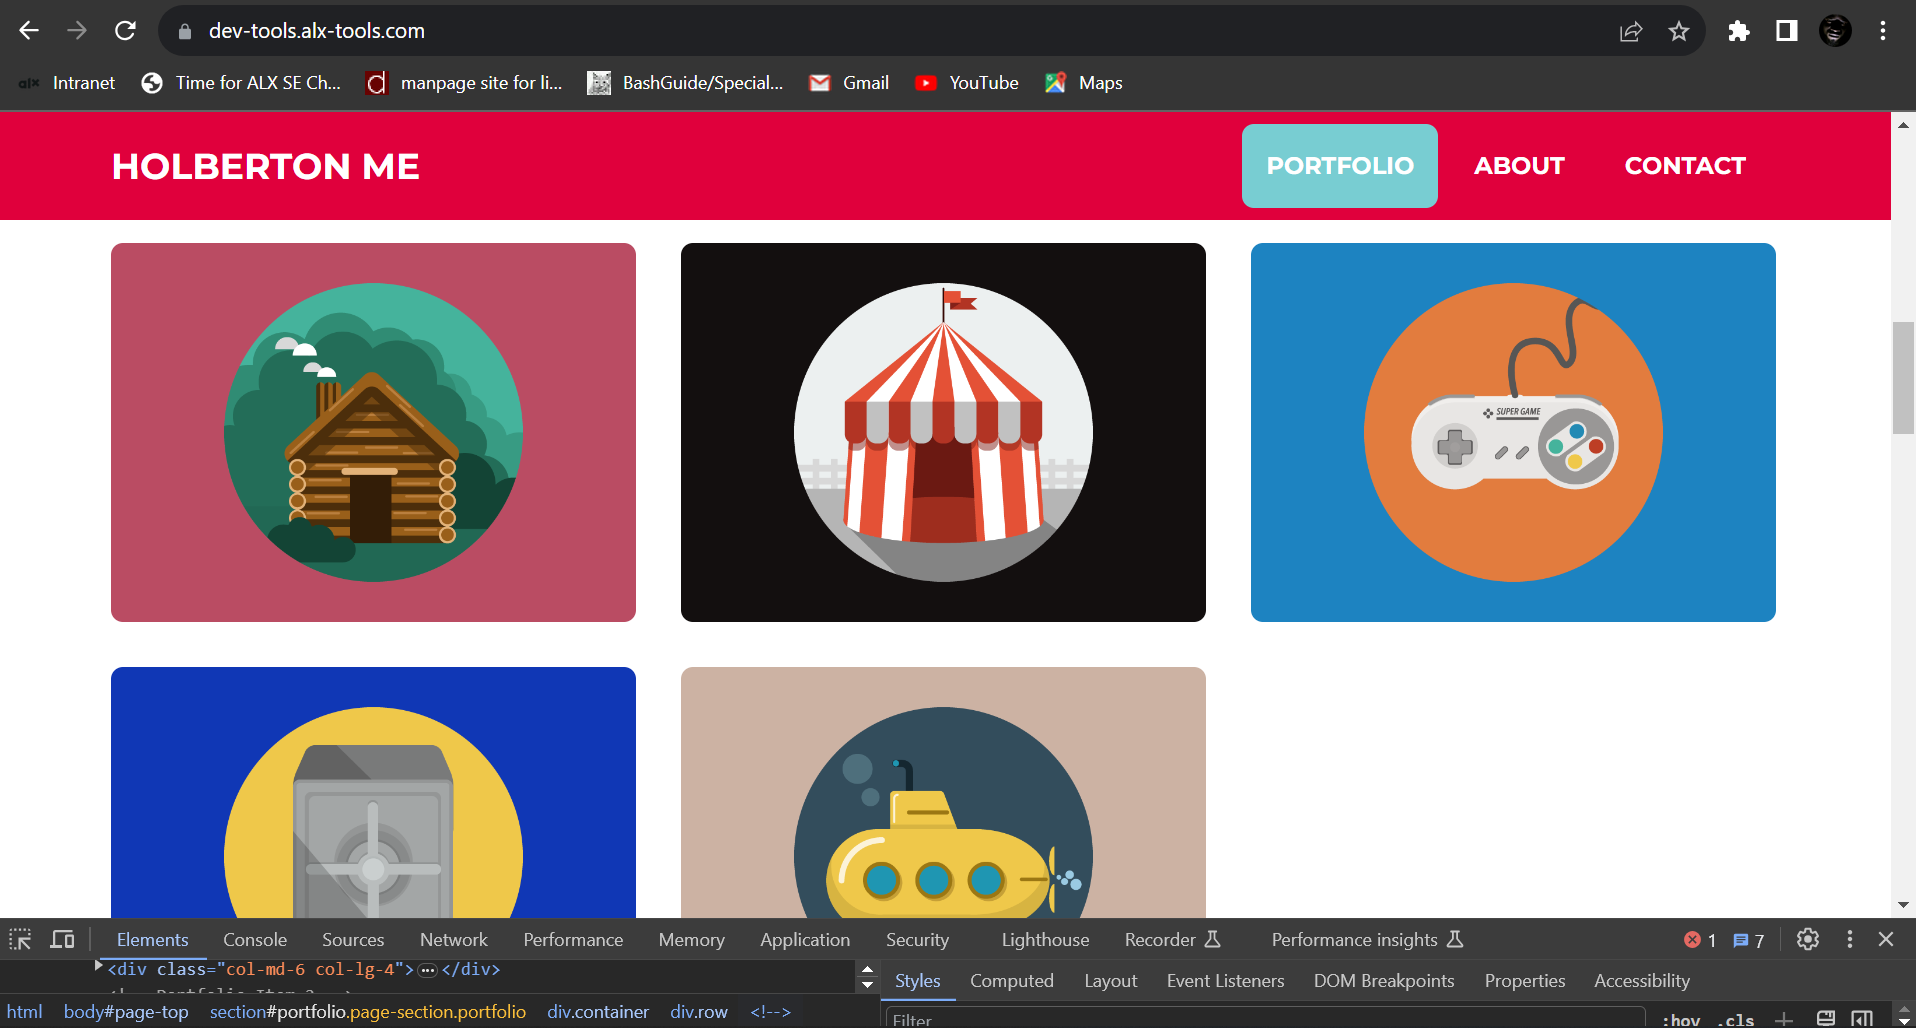 dev-tools.alx-tools.com
alx Intranet Time for ALX SE Ch... manpage site for li... BashGuide/Special... Gmail YouTube Maps
HOLBERTON ME PORTFOLIO ABOUT CONTACT
SUPER GAME
Elements Console Sources Network Performance Memory Application Security Lighthouse Recorder Performance insights 1 7
<div class="col-md-6 col-lg-4">…</div>
Styles Computed Layout Event Listeners DOM Breakpoints Properties Accessibility
html body#page-top section#portfolio.page-section.portfolio div.container div.row <!-->
Filter :hov .cls